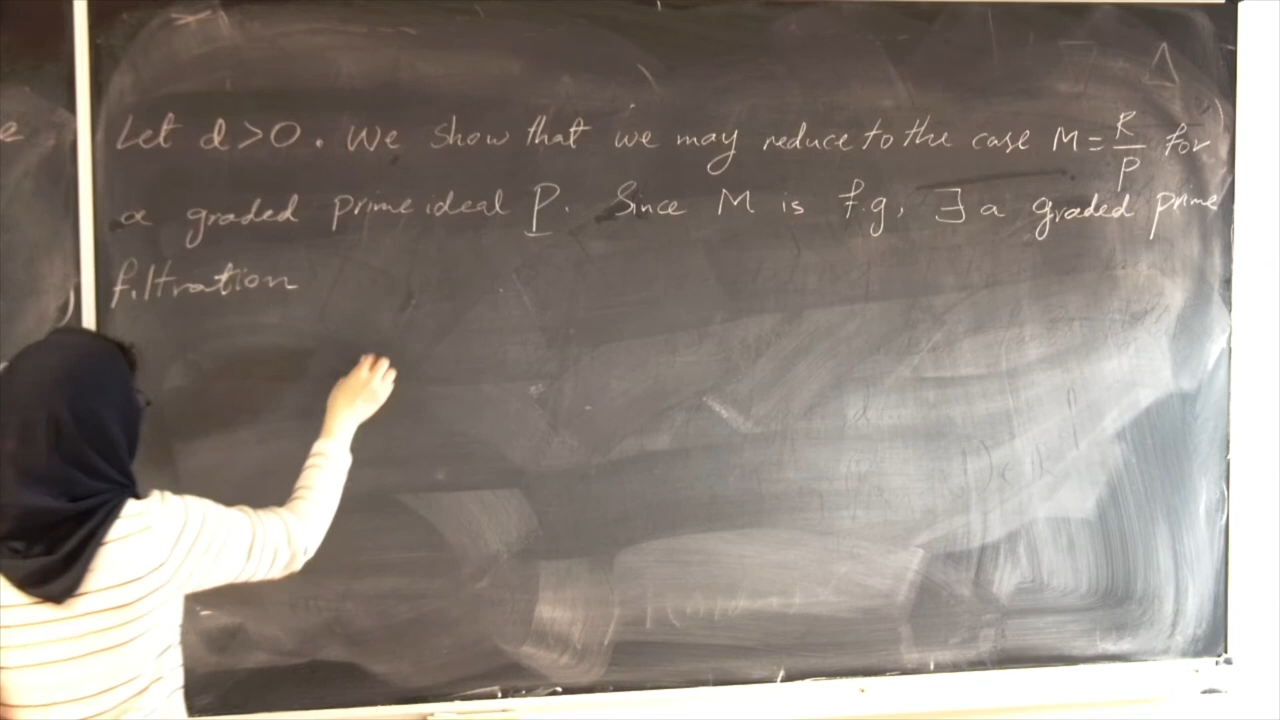 e
Let d > 0. We show that we may reduce to the case M = R/P for
a graded prime ideal P. Since M is f.g, ∃ a graded prime
filtration